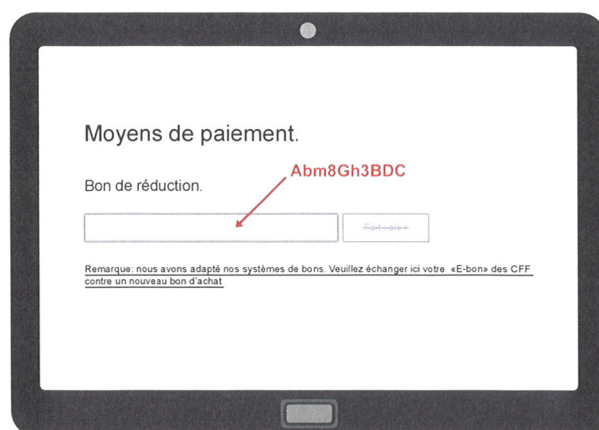 Moyens de paiement.
Abm8Gh3BDC
Bon de réduction.
Remarque: nous avons adapté nos systèmes de bons. Veuillez échanger ici votre «E-bon» des CFF
contre un nouveau bon d'achat